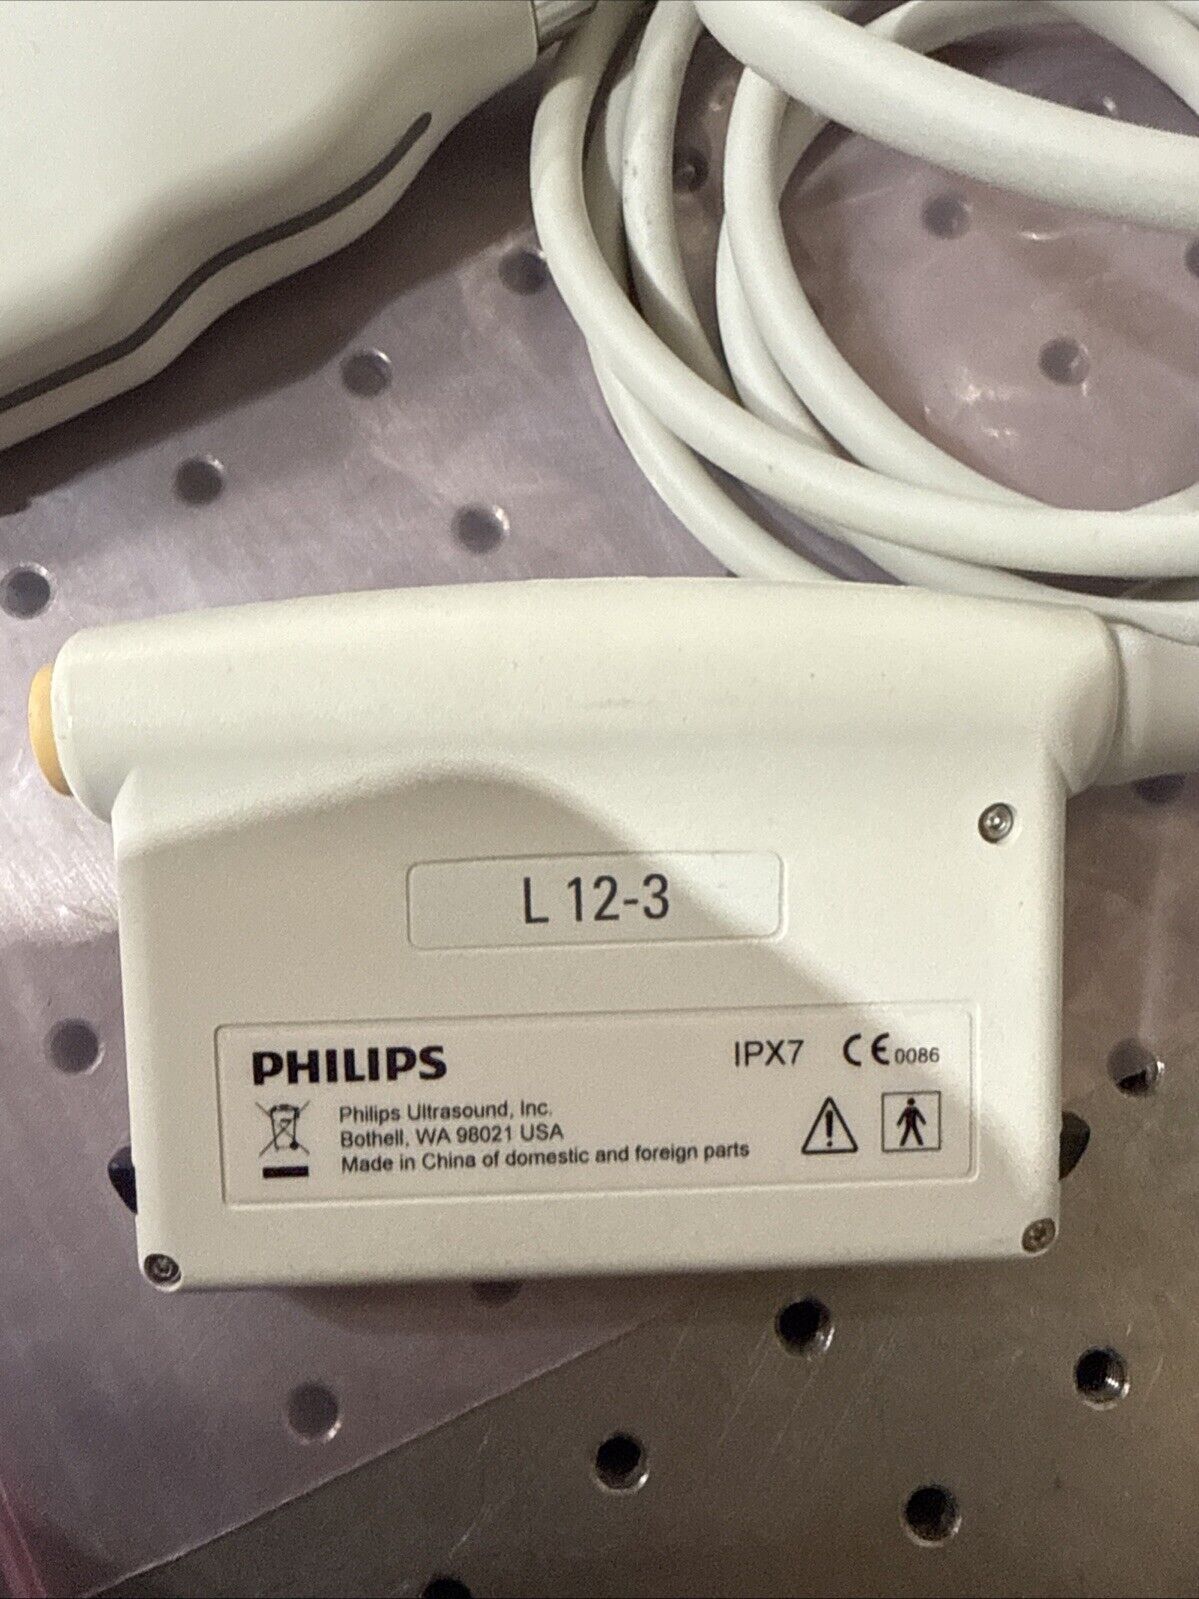 L 12-3
PHILIPS
IPX7 CE 0086
Philips Ultrasound, Inc.
Bothell, WA 98021 USA
Made in China of domestic and foreign parts